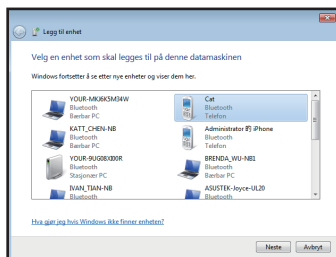 Legg til enhet
Velg en enhet som skal legges til på denne datamaskinen
Windows fortsetter å se etter nye enheter og viser dem her.
YOUR-MKJ6K5M34W
Bluetooth
Bærbar PC
Cat
Bluetooth
Telefon
KATT_CHEN-NB
Bluetooth
Bærbar PC
Administrator 的 iPhone
Bluetooth
Telefon
YOUR-9UG08XI00R
Bluetooth
Stasjonær PC
BRENDA_WU-NB1
Bluetooth
Bærbar PC
IVAN_TIAN-NB
Bluetooth
ASUSTEK-Joyce-UL20
Bluetooth
Hva gjør jeg hvis Windows ikke finner enheten?
Neste
Avbryt